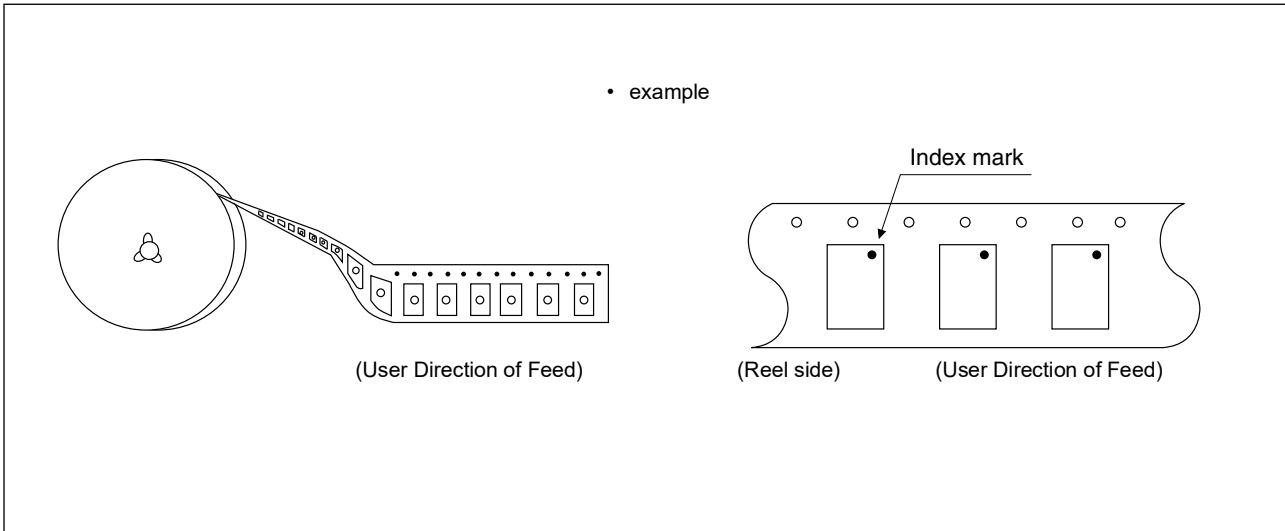 • example
Index mark
(User Direction of Feed)
(Reel side)
(User Direction of Feed)